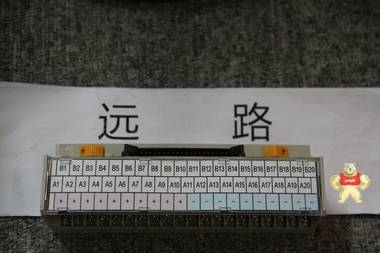 远 路
B1 B2 B3 B4 B5 B6 B7 B8 B9 B10 B11 B12 B13 B14 B15 B16 B17 B18 B19 B20
A1 A2 A3 A4 A5 A6 A7 A8 A9 A10 A11 A12 A13 A14 A15 A16 A17 A18 A19 A20
+ + + + + + + + + + - - - - - - - - - -